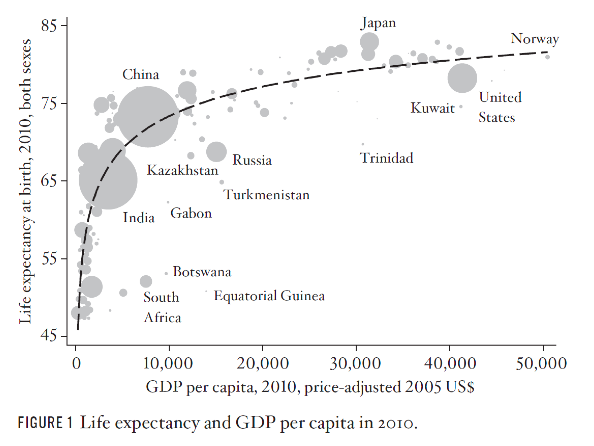 85
75
65
55
45
Life expectancy at birth, 2010, both sexes
Japan
Norway
China
United
States
Kuwait
Russia
Kazakhstan
Trinidad
Turkmenistan
India
Gabon
Botswana
South
Africa
Equatorial Guinea
0
10,000
20,000
30,000
40,000
50,000
GDP per capita, 2010, price-adjusted 2005 US$
FIGURE 1 Life expectancy and GDP per capita in 2010.